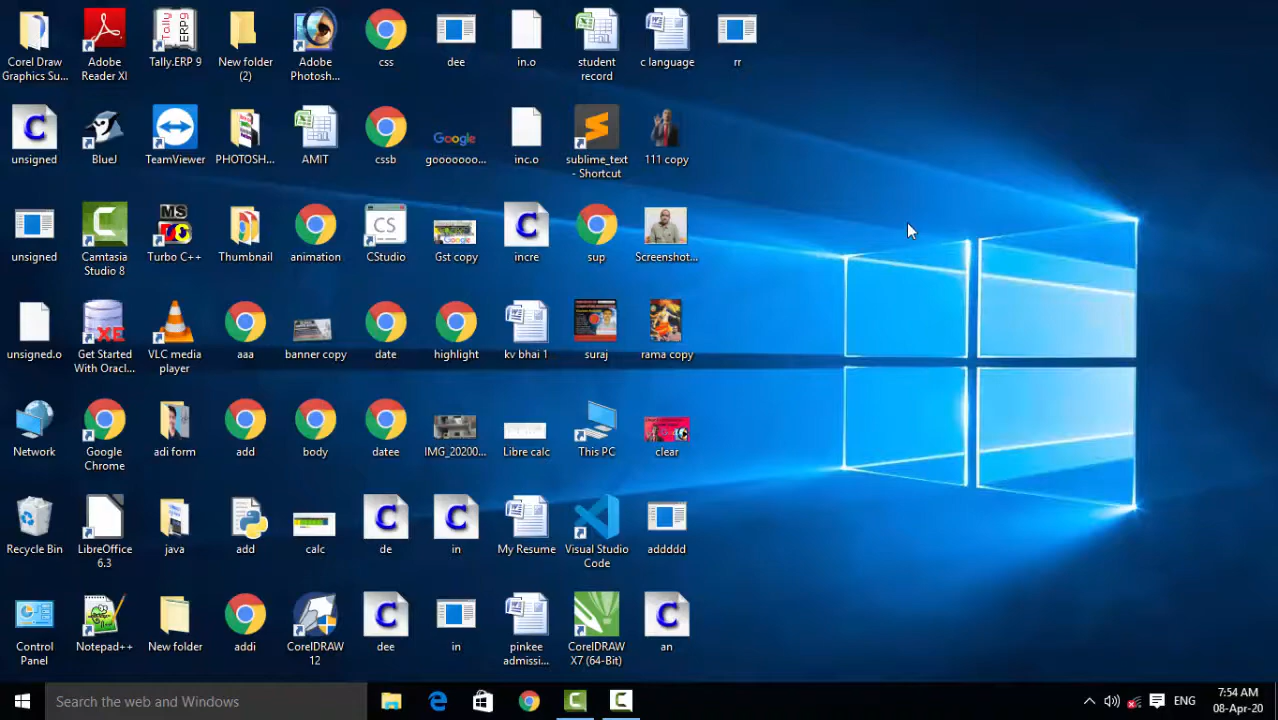 Corel Draw
Graphics Su...
Adobe
Reader XI
Tally.ERP 9
New folder
(2)
Adobe
Photosh...
css
dee
in.o
student
record
c language
rr
unsigned
BlueJ
TeamViewer
PHOTOSH...
AMIT
cssb
Google
gooooooo...
inc.o
sublime_text
- Shortcut
111 copy
unsigned
Camtasia
Studio 8
Turbo C++
Thumbnail
animation
CStudio
Gst copy
incre
sup
Screenshot...
unsigned.o
Get Started
With Oracl...
VLC media
player
aaa
banner copy
date
highlight
kv bhai 1
suraj
rama copy
Network
Google
Chrome
adi form
add
body
datee
IMG_20200...
Libre calc
This PC
clear
Recycle Bin
LibreOffice
6.3
java
add
calc
de
in
My Resume
Visual Studio
Code
addddd
Control
Panel
Notepad++
New folder
addi
CorelDRAW
12
dee
in
pinkee
admissi...
CorelDRAW
X7 (64-Bit)
an
Search the web and Windows
ENG
7:54 AM
08-Apr-20